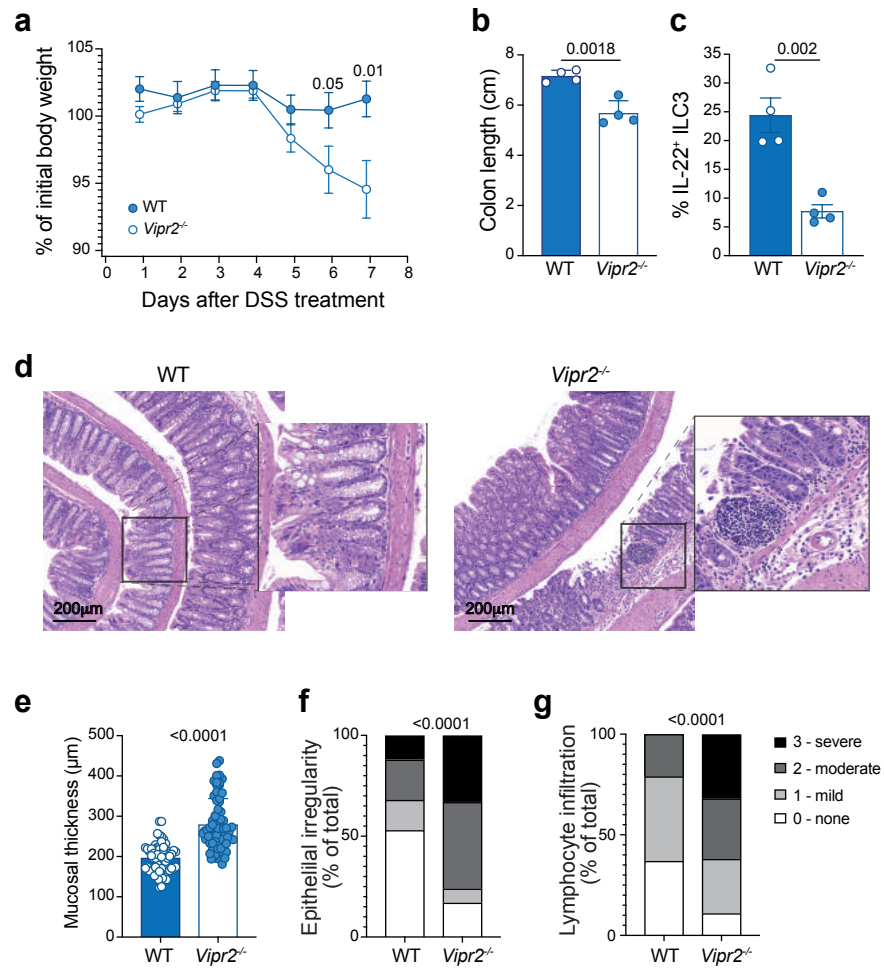 a
% of initial body weight
105
100
95
90
0.05
0.01
WT
Vipr2-/-
0 1 2 3 4 5 6 7 8
Days after DSS treatment
b
Colon length (cm)
8
6
4
2
0
0.0018
WT Vipr2-/-
c
% IL-22+ ILC3
35
30
25
20
15
10
5
0
0.002
WT Vipr2-/-
d
WT
Vipr2-/-
200µm
200µm
e
Mucosal thickness (µm)
500
400
300
200
100
0
<0.0001
WT Vipr2-/-
f
Epithelilal irregularity
(% of total)
100
50
0
<0.0001
WT Vipr2-/-
g
Lymphocyte infiltration
(% of total)
100
50
0
<0.0001
WT Vipr2-/-
3 - severe
2 - moderate
1 - mild
0 - none